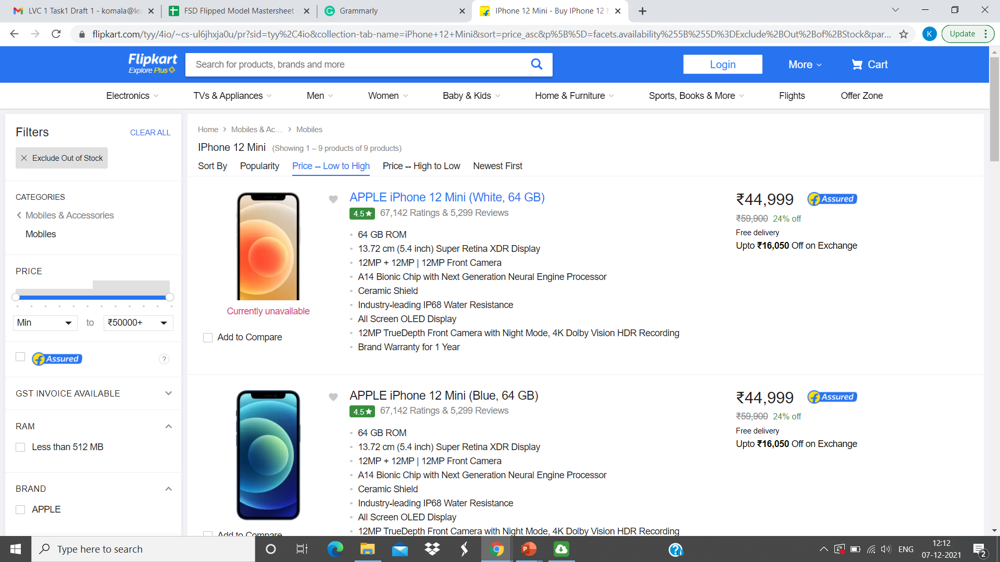 LVC 1 Task1 Draft 1 - komala@le
FSD Flipped Model Mastersheet
Grammarly
IPhone 12 Mini - Buy IPhone 12
flipkart.com/tyy/4io/~cs-ul6jhxja0u/pr?sid=tyy%2C4io&collection-tab-name=iPhone+12+Mini&sort=price_asc&p%5B%5D=facets.availability%255B%255D%3DExclude%2BOut%2Bof%2BStock&par...
K
Update
Flipkart
Explore Plus
Search for products, brands and more
Login
More
Cart
Electronics
TVs & Appliances
Men
Women
Baby & Kids
Home & Furniture
Sports, Books & More
Flights
Offer Zone
Filters
CLEAR ALL
Exclude Out of Stock
CATEGORIES
Mobiles & Accessories
Mobiles
PRICE
Min
to
₹50000+
Assured
?
GST INVOICE AVAILABLE
RAM
Less than 512 MB
BRAND
APPLE
Home > Mobiles & Ac... > Mobiles
IPhone 12 Mini (Showing 1 – 9 products of 9 products)
Sort By
Popularity
Price -- Low to High
Price -- High to Low
Newest First
Currently unavailable
Add to Compare
APPLE iPhone 12 Mini (White, 64 GB)
4.5★ 67,142 Ratings & 5,299 Reviews
64 GB ROM
13.72 cm (5.4 inch) Super Retina XDR Display
12MP + 12MP | 12MP Front Camera
A14 Bionic Chip with Next Generation Neural Engine Processor
Ceramic Shield
Industry-leading IP68 Water Resistance
All Screen OLED Display
12MP TrueDepth Front Camera with Night Mode, 4K Dolby Vision HDR Recording
Brand Warranty for 1 Year
₹44,999
Assured
₹59,900 24% off
Free delivery
Upto ₹16,050 Off on Exchange
Add to Compare
APPLE iPhone 12 Mini (Blue, 64 GB)
4.5★ 67,142 Ratings & 5,299 Reviews
64 GB ROM
13.72 cm (5.4 inch) Super Retina XDR Display
12MP + 12MP | 12MP Front Camera
A14 Bionic Chip with Next Generation Neural Engine Processor
Ceramic Shield
Industry-leading IP68 Water Resistance
All Screen OLED Display
12MP TrueDepth Front Camera with Night Mode, 4K Dolby Vision HDR Recording
₹44,999
Assured
₹59,900 24% off
Free delivery
Upto ₹16,050 Off on Exchange
Type here to search
ENG
12:12
07-12-2021
2